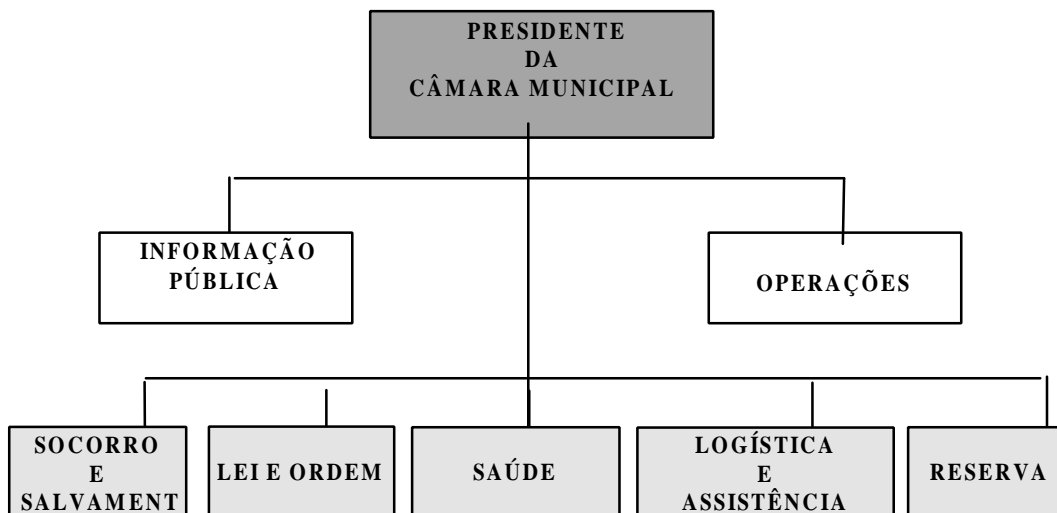 PRESIDENTE
DA
CÂMARA MUNICIPAL
INFORMAÇÃO
PÚBLICA
OPERAÇÕES
SOCORRO
E
SALVAMENT
LEI E ORDEM
SAÚDE
LOGÍSTICA
E
ASSISTÊNCIA
RESERVA